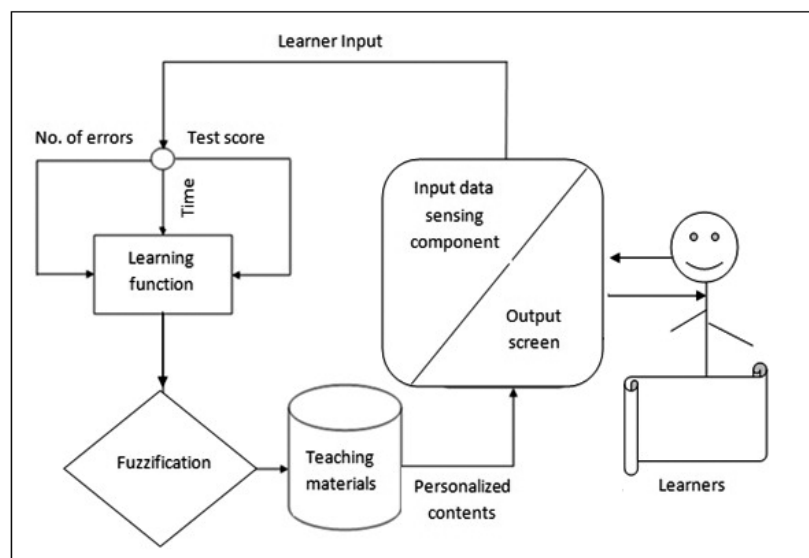 Learner Input
No. of errors
Test score
Time
Learning
function
Input data
sensing
component
Output
screen
Fuzzification
Teaching
materials
Personalized
contents
Learners